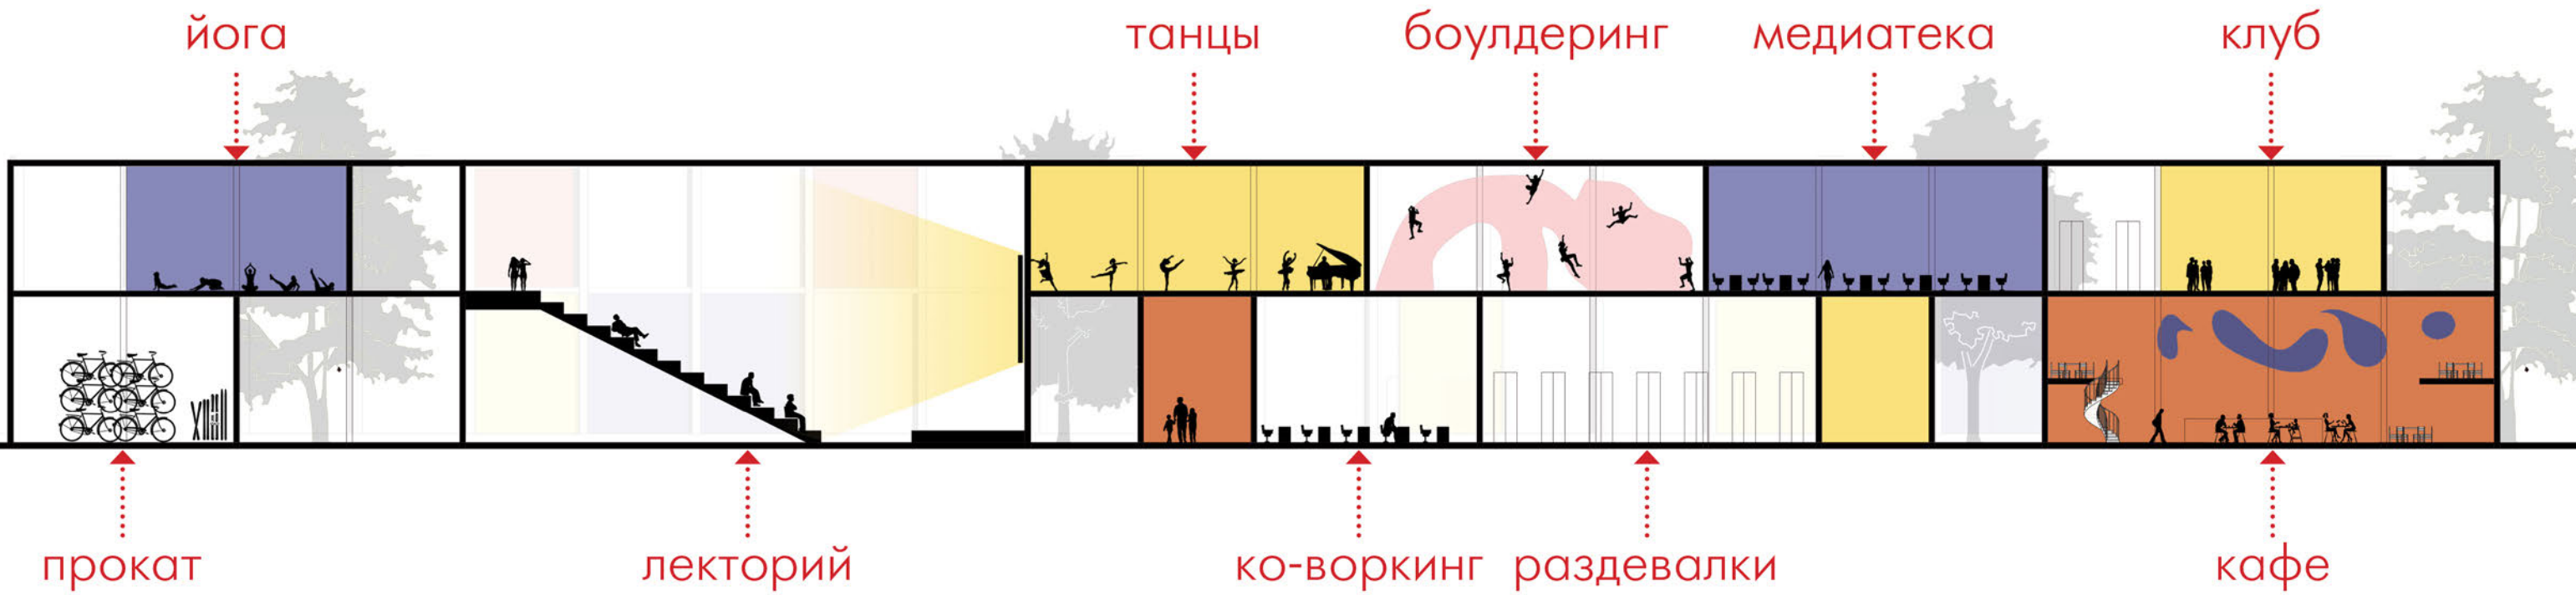 йога
танцы
боулдеринг
медиатека
клуб
прокат
лекторий
ко-воркинг
раздевалки
кафе